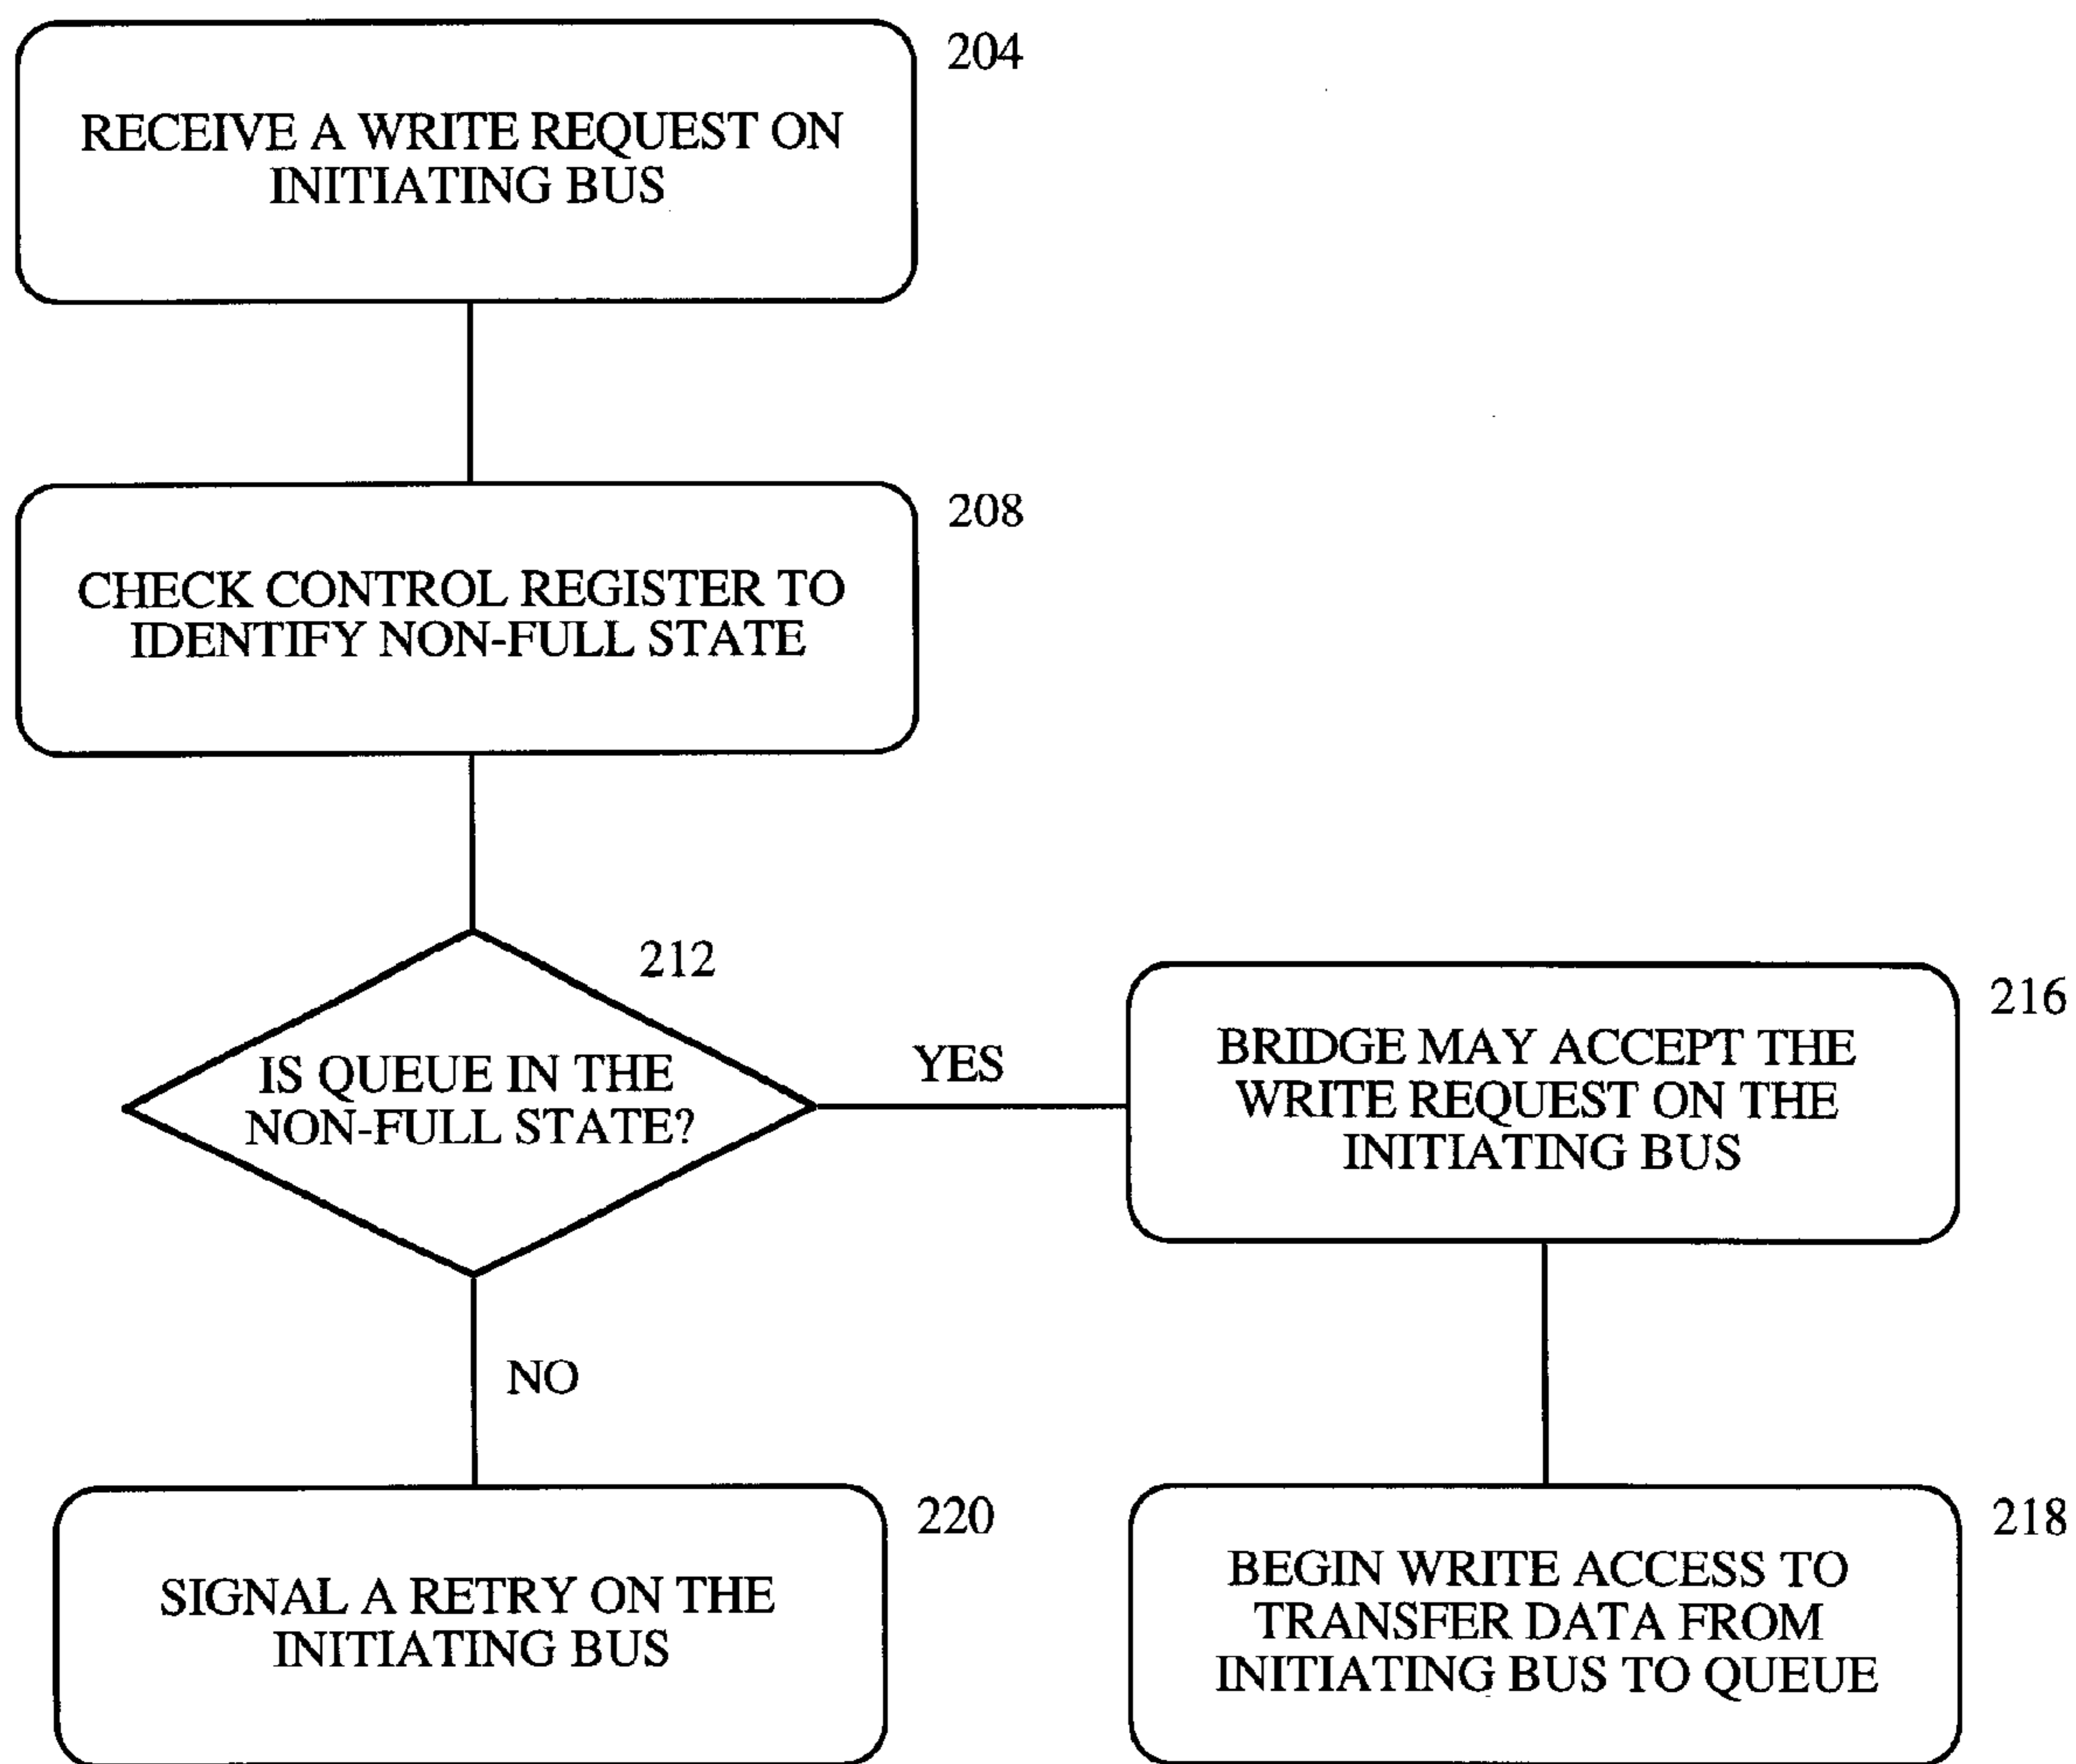 204
RECEIVE A WRITE REQUEST ON
INITIATING BUS
208
CHECK CONTROL REGISTER TO
IDENTIFY NON-FULL STATE
212
IS QUEUE IN THE
NON-FULL STATE?
YES
216
BRIDGE MAY ACCEPT THE
WRITE REQUEST ON THE
INITIATING BUS
NO
220
SIGNAL A RETRY ON THE
INITIATING BUS
218
BEGIN WRITE ACCESS TO
TRANSFER DATA FROM
INITIATING BUS TO QUEUE